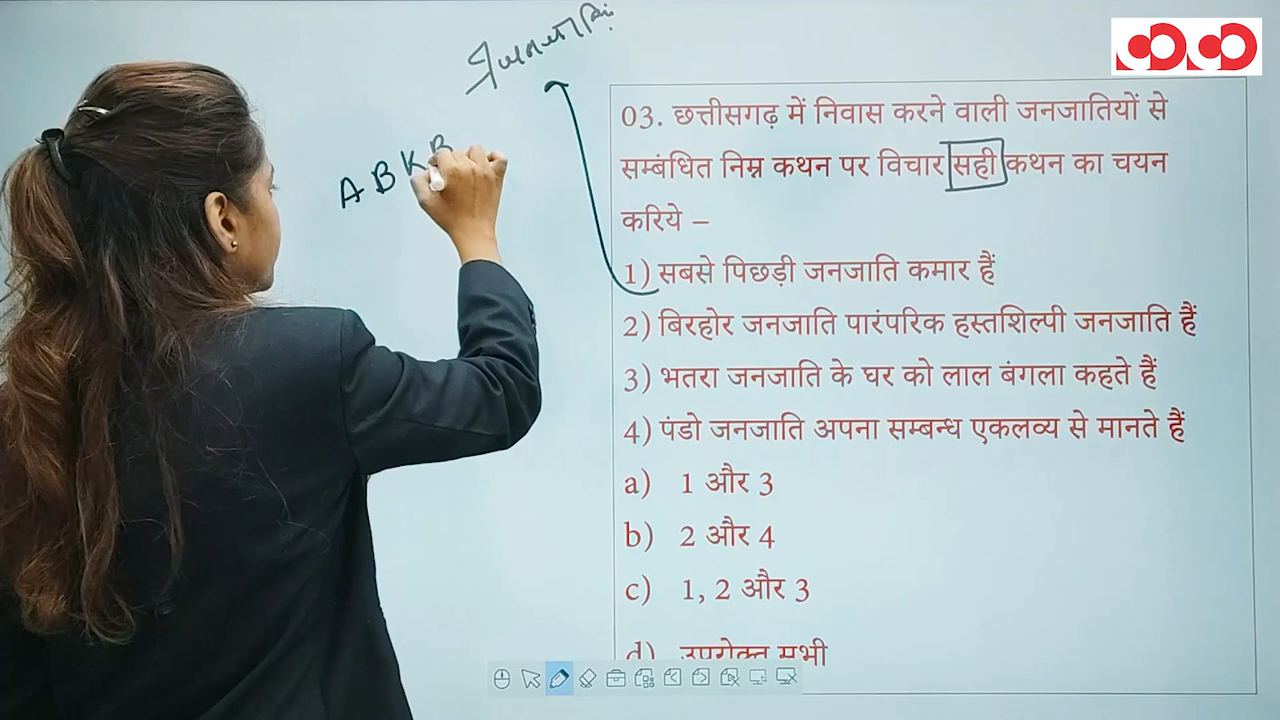 A B K B
03. छत्तीसगढ़ में निवास करने वाली जनजातियों से
सम्बंधित निम्न कथन पर विचार सही कथन का चयन
करिये –
1) सबसे पिछड़ी जनजाति कमार हैं
2) बिरहोर जनजाति पारंपरिक हस्तशिल्पी जनजाति हैं
3) भतरा जनजाति के घर को लाल बंगला कहते हैं
4) पंडो जनजाति अपना सम्बन्ध एकलव्य से मानते हैं
a) 1 और 3
b) 2 और 4
c) 1, 2 और 3
d) उपरोक्त सभी